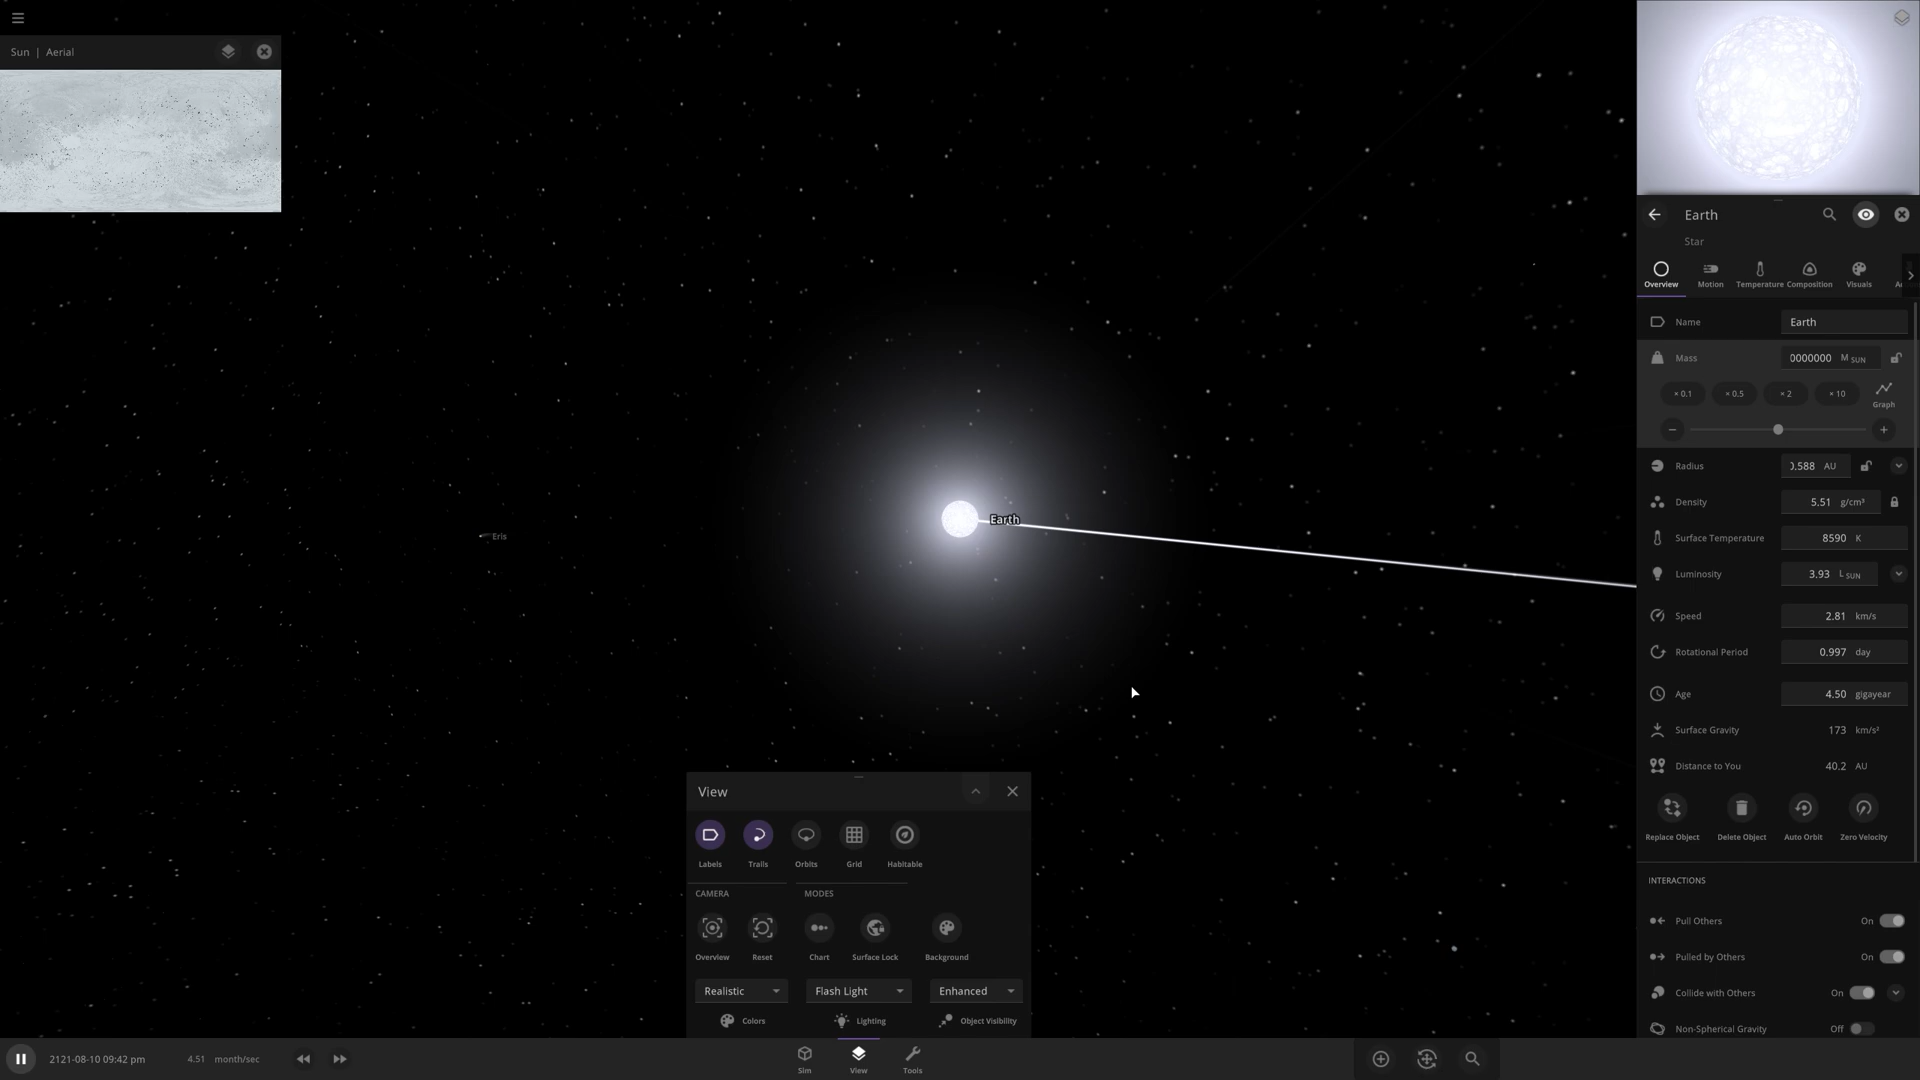 Sun | Aerial
Earth
Star
Overview Motion Temperature Composition Visuals
Name Earth
Mass 0000000 M SUN
× 0.1 × 0.5 × 2 × 10 Graph
Radius 0.588 AU
Density 5.51 g/cm³
Surface Temperature 8590 K
Luminosity 3.93 L SUN
Speed 2.81 km/s
Rotational Period 0.997 day
Age 4.50 gigayear
Surface Gravity 173 km/s²
Distance to You 40.2 AU
Replace Object Delete Object Auto Orbit Zero Velocity
INTERACTIONS
Pull Others On
Pulled by Others On
Collide with Others On
Non-Spherical Gravity Off
Earth
Eris
View
Labels Trails Orbits Grid Habitable
CAMERA MODES
Overview Reset Chart Surface Lock Background
Realistic Flash Light Enhanced
Colors Lighting Object Visibility
2121-08-10 09:42 pm 4.51 month/sec
Sim View Tools